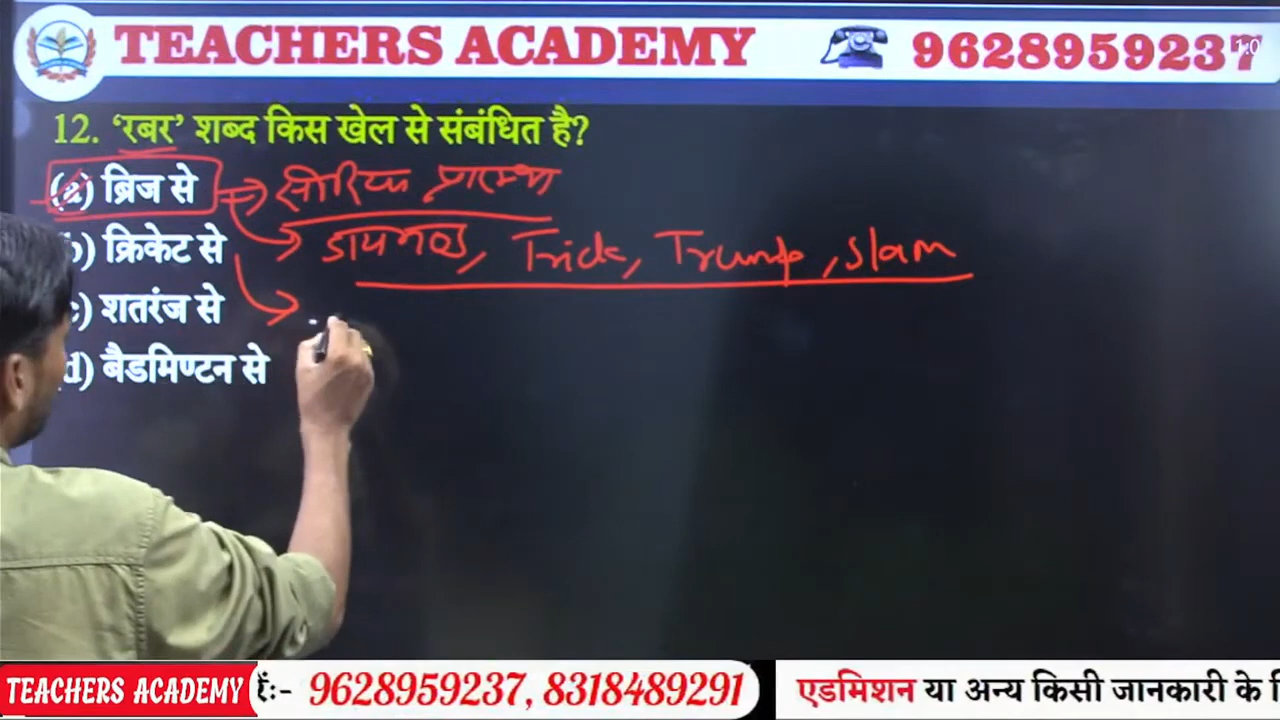 TEACHERS ACADEMY
9628959237
12. ‘रबर’ शब्द किस खेल से संबंधित है?
(a) ब्रिज से
b) क्रिकेट से
c) शतरंज से
d) बैडमिण्टन से
Trick, Trump, Slam
TEACHERS ACADEMY
रें:- 9628959237, 8318489291
एडमिशन या अन्य किसी जानकारी के